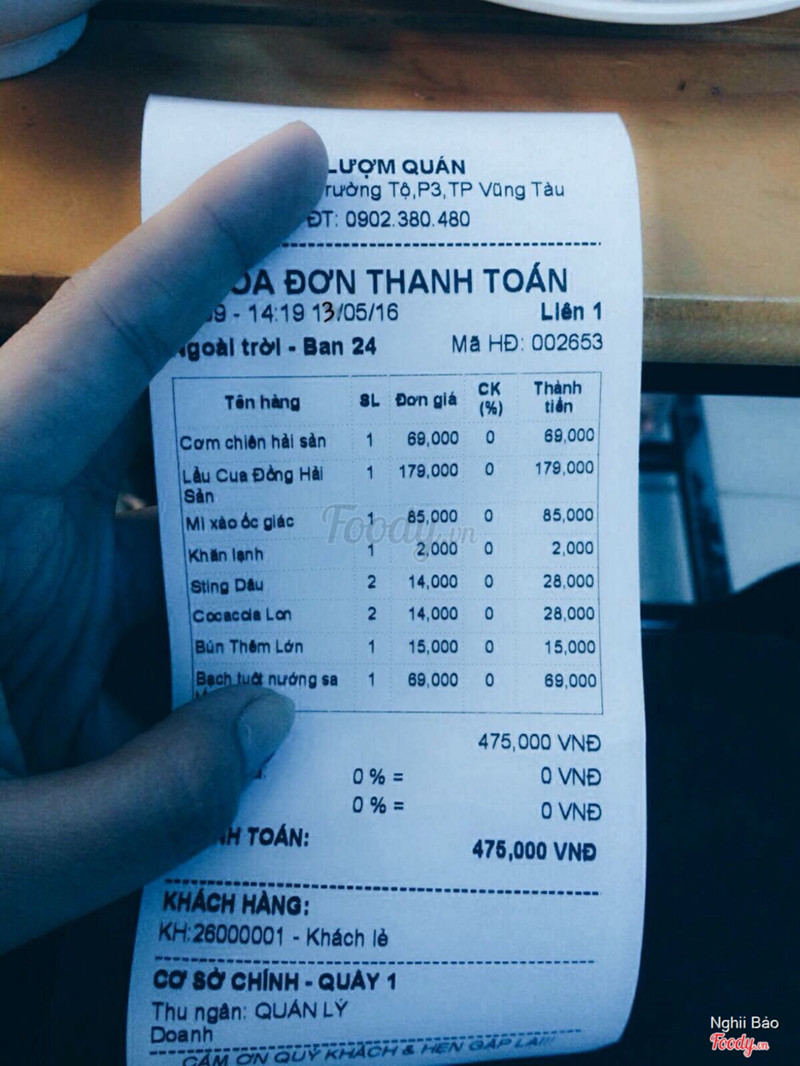 LƯỢM QUÁN
Trường Tộ,P3,TP Vũng Tàu
ĐT: 0902.380.480
ĐƠN THANH TOÁN
- 14:19 13/05/16 Liên 1
Ngoài trời - Ban 24 Mã HĐ: 002653
Tên hàng SL Đơn giá CK (%) Thành tiền
Cơm chiên hải sản 1 69,000 0 69,000
Lẩu Cua Đồng Hải 1 179,000 0 179,000
Sản
Mì xào ốc giác 1 85,000 0 85,000
Khăn lạnh 1 2,000 0 2,000
Sting Dâu 2 14,000 0 28,000
Cocacola Lon 2 14,000 0 28,000
Bún Thêm Lớn 1 15,000 0 15,000
Bạch tuột nướng sa 1 69,000 0 69,000
475,000 VNĐ
0 % = 0 VNĐ
0 % = 0 VNĐ
TOÁN: 475,000 VNĐ
KHÁCH HÀNG:
KH:26000001 - Khách lẻ
CƠ SỞ CHÍNH - QUẦY 1
Thu ngân: QUẢN LÝ
Doanh
CẢM ƠN QUÝ KHÁCH & HẸN GẶP LẠI!!!
Foody.vn
Nghii Bảo
Foody.vn